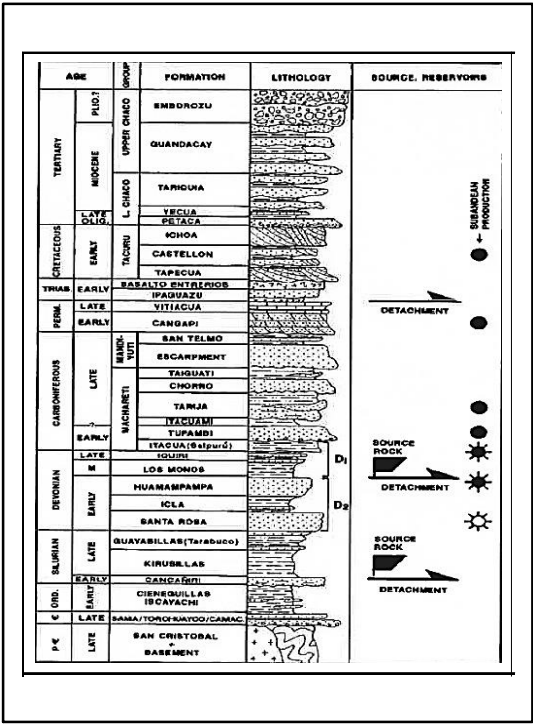 AGE GROUP FORMATION LITHOLOGY SOURCE, RESERVOIRS
TERTIARY
PLIO.?
MIOCENE
LATE
OLIG.
UPPER CHACO
L. CHACO
EMBOROZU
GUANDACAY
TARIQUIA
YECUA
PETACA
SUBANDEAN
PRODUCTION
CRETACEOUS
EARLY
TACURU
ICHOA
CASTELLON
TAPECUA
TRIAS.
EARLY
BASALTO ENTRERIOS
IPAGUAZU
DETACHMENT
PERM.
LATE
VITIACUA
EARLY
CANGAPI
CARBONIFEROUS
LATE
?
EARLY
MANDI-
YUTI
MACHARETI
SAN TELMO
ESCARPMENT
TAIGUATI
CHORRO
TARIJA
ITACUAMI
TUPAMBI
ITACUA(Saipurú)
DEVONIAN
LATE
M
EARLY
IQUIRI
LOS MONOS
HUAMAMPAMPA
ICLA
SANTA ROSA
D1
D2
SOURCE
ROCK
DETACHMENT
SILURIAN
LATE
EARLY
GUAYABILLAS(Tarabuco)
KIRUSILLAS
CANCAÑIRI
SOURCE
ROCK
DETACHMENT
ORD.
EARLY
CIENEGUILLAS
ISCAYACHI
Є
LATE
SAMA/TOROHUAYCO/CAMAC.
P-Є
LATE
SAN CRISTOBAL
+
BASEMENT